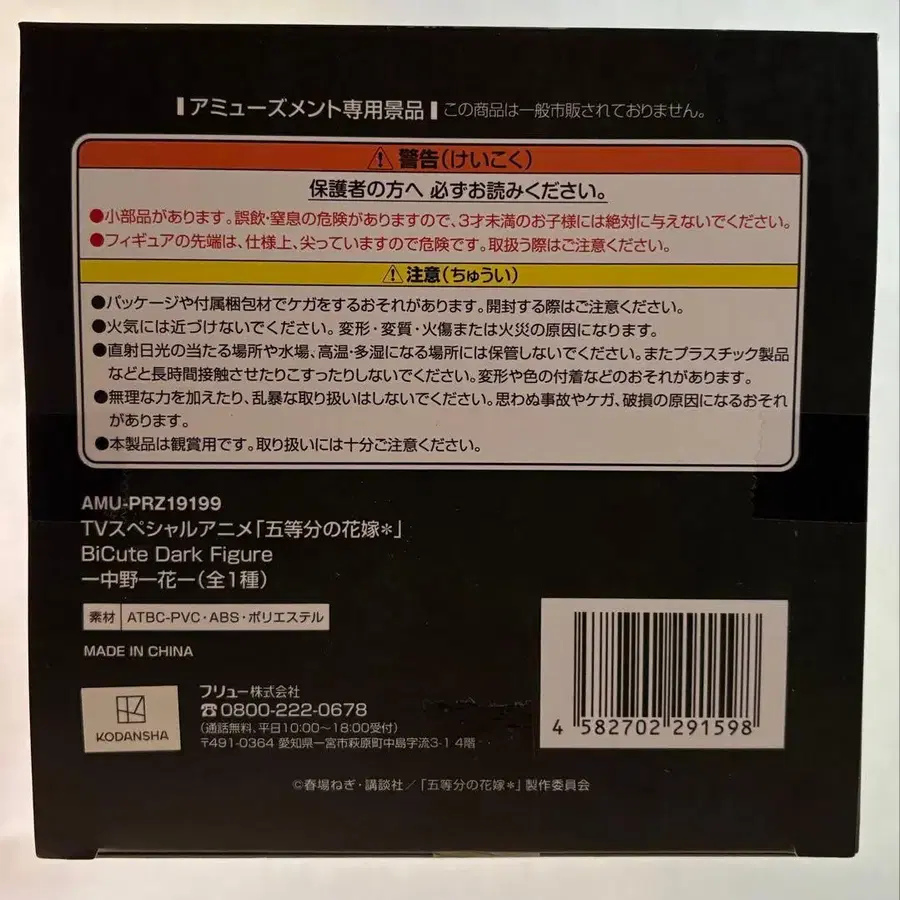 アミューズメント専用景品 この商品は一般市販されておりません。
⚠警告(けいこく)
保護者の方へ 必ずお読みください。
●小部品があります。誤飲・窒息の危険がありますので、3才未満のお子様には絶対に与えないでください。
●フィギュアの先端は、仕様上、尖っていますので危険です。取扱う際はご注意ください。
⚠注意(ちゅうい)
●パッケージや付属梱包材でケガをするおそれがあります。開封する際はご注意ください。
●火気には近づけないでください。変形・変質・火傷または火災の原因になります。
●直射日光の当たる場所や水場、高温・多湿になる場所には保管しないでください。またプラスチック製品
などと長時間接触させたりこすったりしないでください。変形や色の付着などのおそれがあります。
●無理な力を加えたり、乱暴な取り扱いはしないでください。思わぬ事故やケガ、破損の原因になるおそれ
があります。
●本製品は観賞用です。取り扱いには十分ご注意ください。
AMU-PRZ19199
TVスペシャルアニメ「五等分の花嫁＊」
BiCute Dark Figure
ー中野一花ー(全1種)
素材 ATBC-PVC・ABS・ポリエステル
MADE IN CHINA
KODANSHA
フリュー株式会社
☎0800-222-0678
(通話無料、平日10:00〜18:00受付)
〒491-0364 愛知県一宮市萩原町中島字流3-1 4階
4 582702 291598
©春場ねぎ・講談社/「五等分の花嫁＊」製作委員会